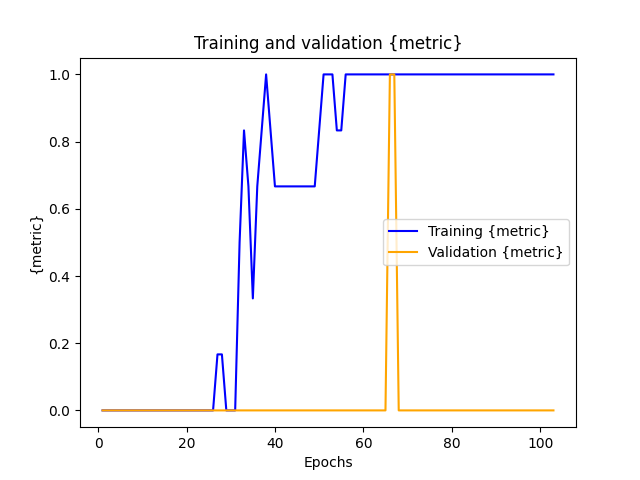 Training and validation {metric}
1.0
0.8
0.6
0.4
0.2
0.0
{metric}
Training {metric}
Validation {metric}
0 20 40 60 80 100
Epochs